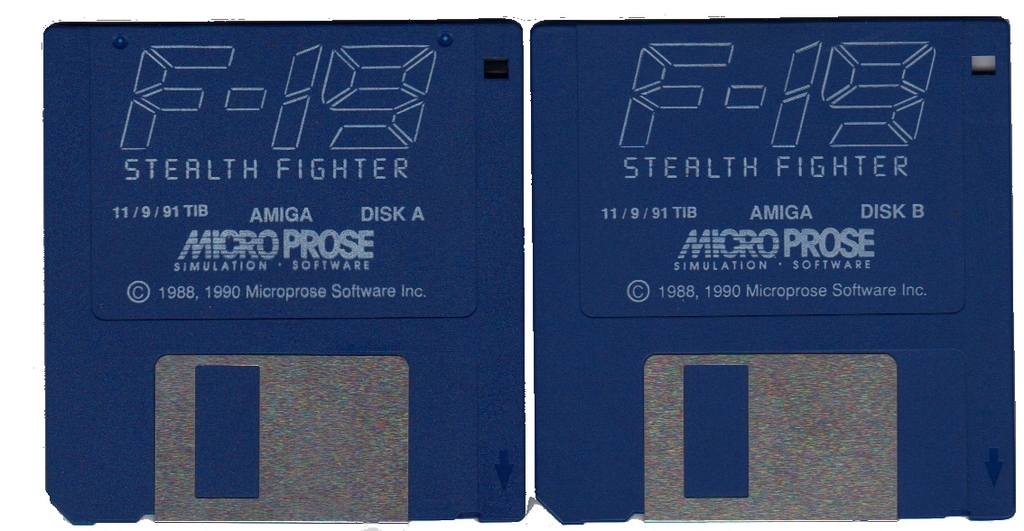 F-19
STEALTH FIGHTER
11/9/91 TIB AMIGA DISK A
MICRO PROSE
SIMULATION · SOFTWARE
© 1988, 1990 Microprose Software Inc.
F-19
STEALTH FIGHTER
11/9/91 TIB AMIGA DISK B
MICRO PROSE
SIMULATION · SOFTWARE
© 1988, 1990 Microprose Software Inc.